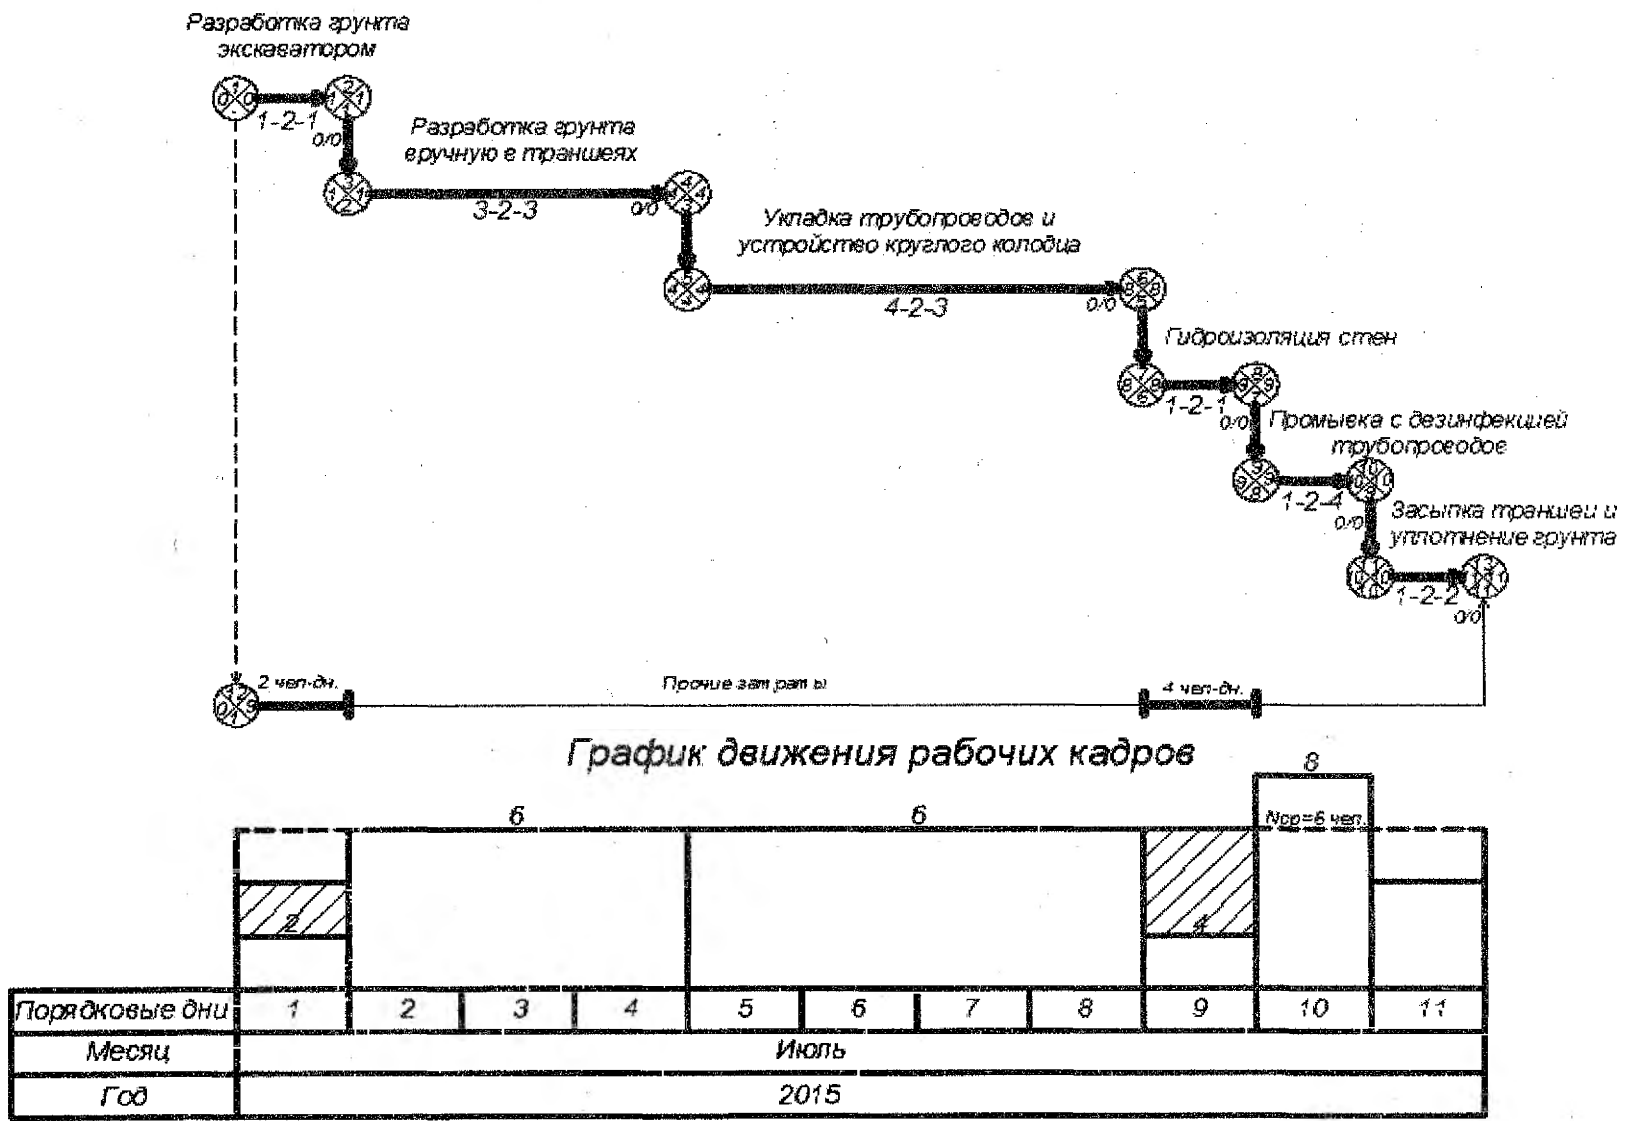 Разработка грунта
экскаватором
1-2-1
0/0
Разработка грунта
вручную в траншеях
3-2-3
0/0
Укладка трубопроводов и
устройство круглого колодца
4-2-3
0/0
Гидроизоляция стен
1-2-1
0/0
Промывка с дезинфекцией
трубопроводов
1-2-4
0/0
Засыпка траншеи и
уплотнение грунта
1-2-2
0/0
2 чел-дн.
Прочие затраты
4 чел-дн.
График движения рабочих кадров
8
6
6
Nср=6 чел.
2
4
Порядковые дни 1 2 3 4 5 6 7 8 9 10 11
Месяц Июль
Год 2015